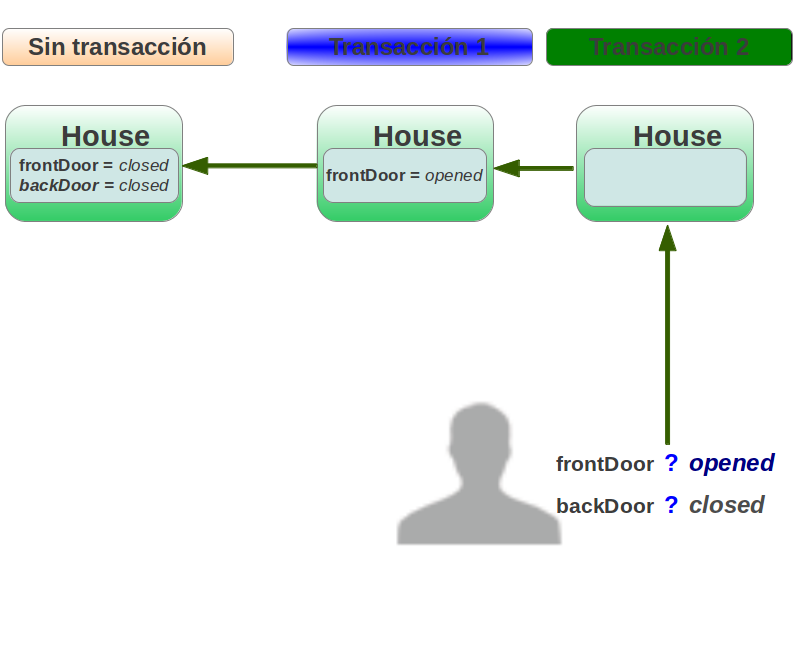 Sin transacción
Transacción 1
Transacción 2
House
frontDoor = closed
backDoor = closed
House
frontDoor = opened
House
frontDoor ? opened
backDoor ? closed